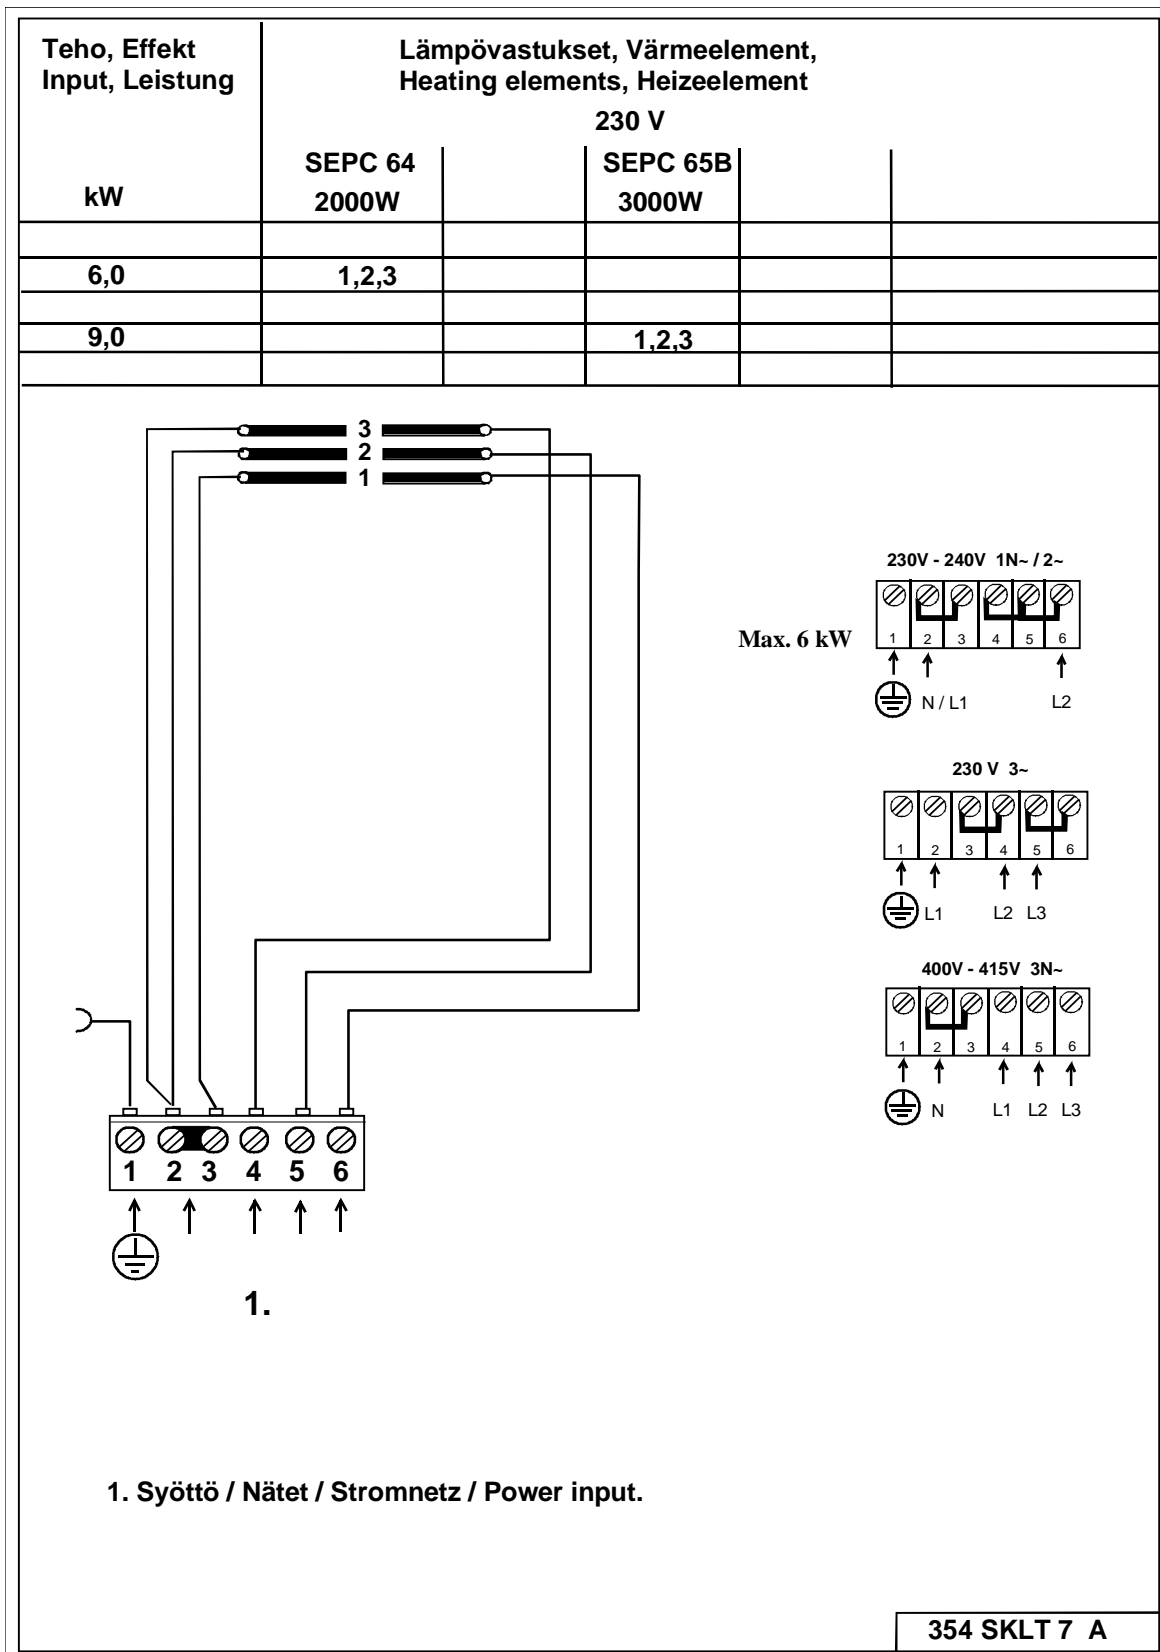 Teho, Effekt
Input, Leistung
Lämpövastukset, Värmeelement,
Heating elements, Heizeelement
230 V
SEPC 64
SEPC 65B
kW
2000W
3000W
6,0
1,2,3
9,0
1,2,3
3
2
1
230V - 240V 1N~ / 2~
Max. 6 kW
1 2 3 4 5 6
N / L1
L2
230 V 3~
1 2 3 4 5 6
L1
L2 L3
400V - 415V 3N~
1 2 3 4 5 6
N
L1 L2 L3
1 2 3 4 5 6
1.
1. Syöttö / Nätet / Stromnetz / Power input.
354 SKLT 7 A